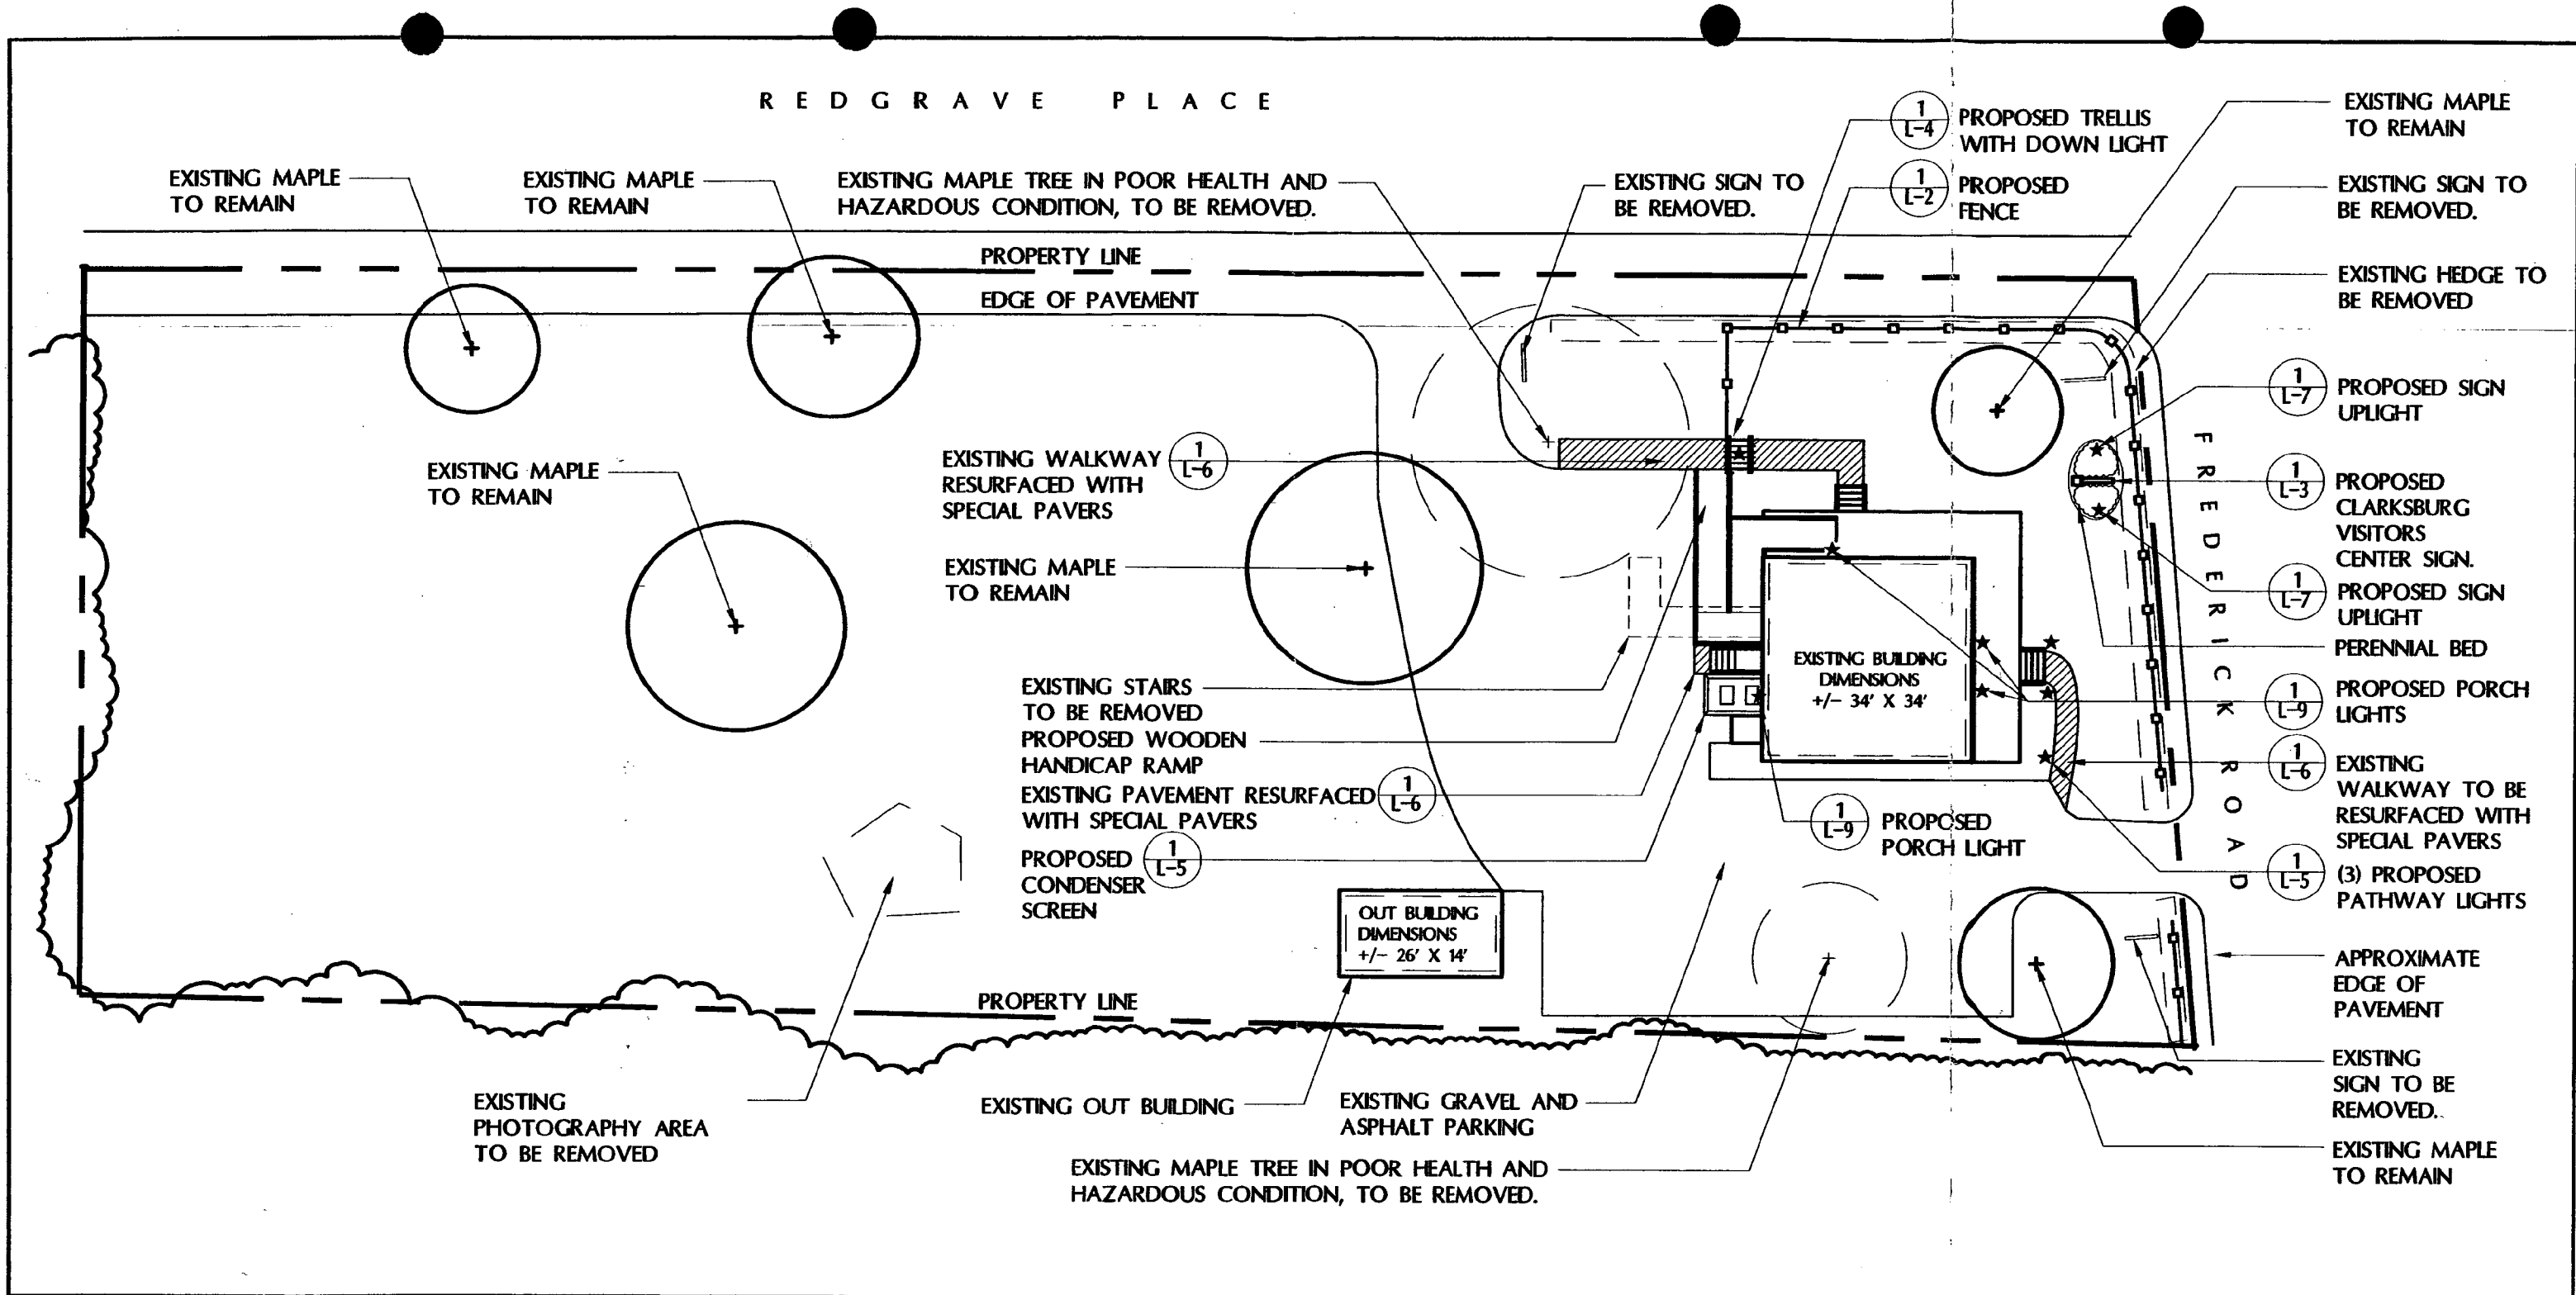 REDGRAVE PLACE
EXISTING MAPLE
TO REMAIN
EXISTING MAPLE
TO REMAIN
EXISTING MAPLE TREE IN POOR HEALTH AND
HAZARDOUS CONDITION, TO BE REMOVED.
EXISTING SIGN TO
BE REMOVED.
1
L-4
PROPOSED TRELLIS
WITH DOWN LIGHT
1
L-2
PROPOSED
FENCE
EXISTING MAPLE
TO REMAIN
EXISTING SIGN TO
BE REMOVED.
EXISTING HEDGE TO
BE REMOVED
PROPERTY LINE
EDGE OF PAVEMENT
1
L-7
PROPOSED SIGN
UPLIGHT
1
L-3
PROPOSED
CLARKSBURG
VISITORS
CENTER SIGN.
1
L-7
PROPOSED SIGN
UPLIGHT
PERENNIAL BED
1
L-9
PROPOSED PORCH
LIGHTS
1
L-6
EXISTING
WALKWAY TO BE
RESURFACED WITH
SPECIAL PAVERS
1
L-5
(3) PROPOSED
PATHWAY LIGHTS
FREDERICK ROAD
APPROXIMATE
EDGE OF
PAVEMENT
EXISTING
SIGN TO BE
REMOVED.
EXISTING MAPLE
TO REMAIN
EXISTING MAPLE
TO REMAIN
EXISTING WALKWAY
RESURFACED WITH
SPECIAL PAVERS
1
L-6
EXISTING MAPLE
TO REMAIN
EXISTING STAIRS
TO BE REMOVED
PROPOSED WOODEN
HANDICAP RAMP
EXISTING PAVEMENT RESURFACED
WITH SPECIAL PAVERS
1
L-6
PROPOSED
CONDENSER
SCREEN
1
L-5
EXISTING BUILDING
DIMENSIONS
+/- 34' X 34'
1
L-9
PROPOSED
PORCH LIGHT
OUT BUILDING
DIMENSIONS
+/- 26' X 14'
PROPERTY LINE
EXISTING
PHOTOGRAPHY AREA
TO BE REMOVED
EXISTING OUT BUILDING
EXISTING GRAVEL AND
ASPHALT PARKING
EXISTING MAPLE TREE IN POOR HEALTH AND
HAZARDOUS CONDITION, TO BE REMOVED.